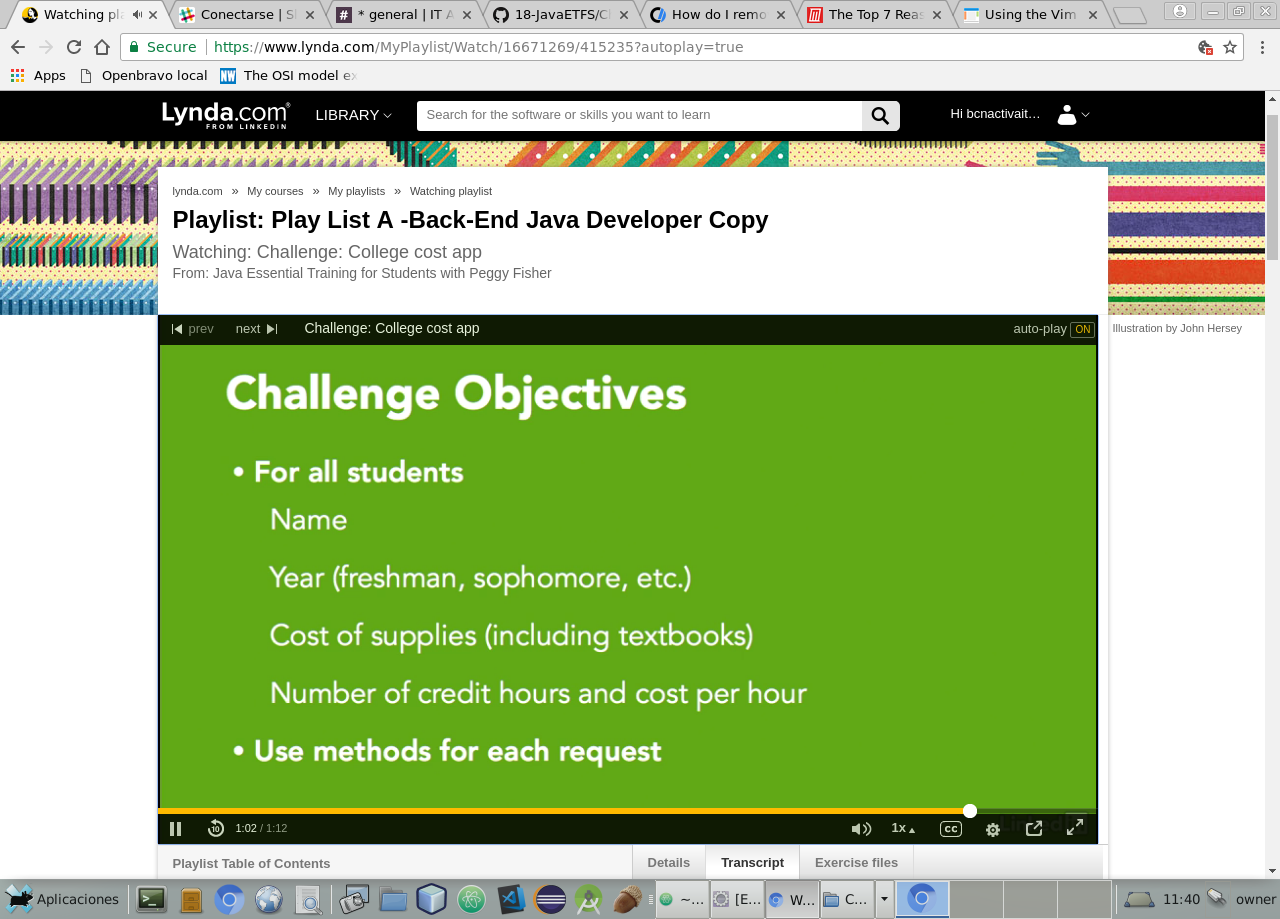 Watching pl
Conectarse | Sl
* general | IT A
18-JavaETFS/Cl
How do I remo
The Top 7 Reas
Using the Vim
Secure
https://www.lynda.com/MyPlaylist/Watch/16671269/415235?autoplay=true
Apps
Openbravo local
NW
The OSI model ex
Lynda.com®
FROM LINKEDIN
LIBRARY
Search for the software or skills you want to learn
Hi bcnactivait…
lynda.com » My courses » My playlists » Watching playlist
Playlist: Play List A -Back-End Java Developer Copy
Watching: Challenge: College cost app
From: Java Essential Training for Students with Peggy Fisher
prev
next
Challenge: College cost app
auto-play ON
Illustration by John Hersey
Challenge Objectives
• For all students
Name
Year (freshman, sophomore, etc.)
Cost of supplies (including textbooks)
Number of credit hours and cost per hour
• Use methods for each request
10
1:02 / 1:12
1x
cc
Playlist Table of Contents
Details
Transcript
Exercise files
Aplicaciones
~...
[E...
W...
C...
11:40
owner